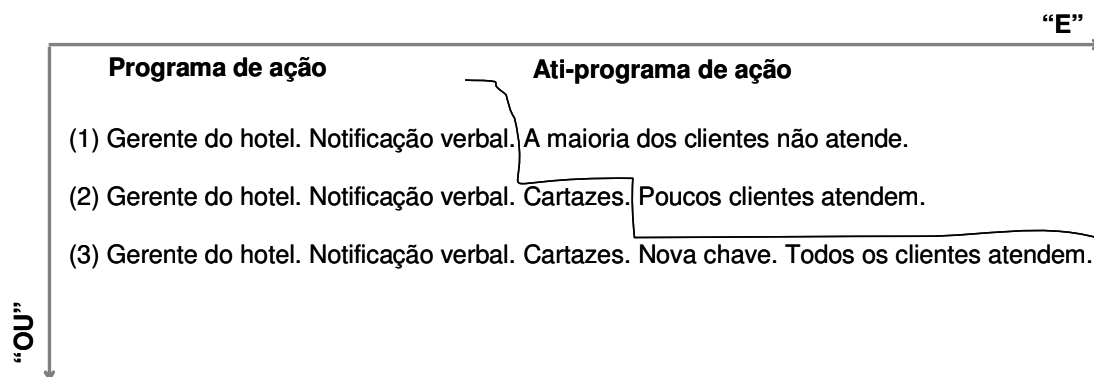 “E”
Programa de ação Ati-programa de ação
(1) Gerente do hotel. Notificação verbal. A maioria dos clientes não atende.
(2) Gerente do hotel. Notificação verbal. Cartazes. Poucos clientes atendem.
(3) Gerente do hotel. Notificação verbal. Cartazes. Nova chave. Todos os clientes atendem.
“OU”